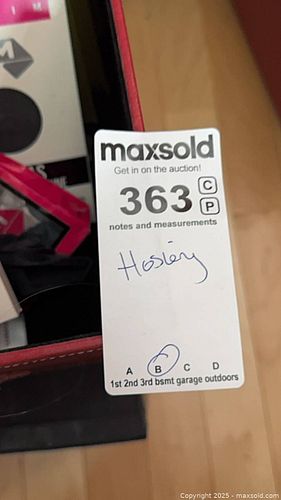 I M
M
maxsold
Get in on the auction!
363 C
P
notes and measurements
Hosiery
A B C D
1st 2nd 3rd bsmt garage outdoors
Copyright 2025 - maxsold.com